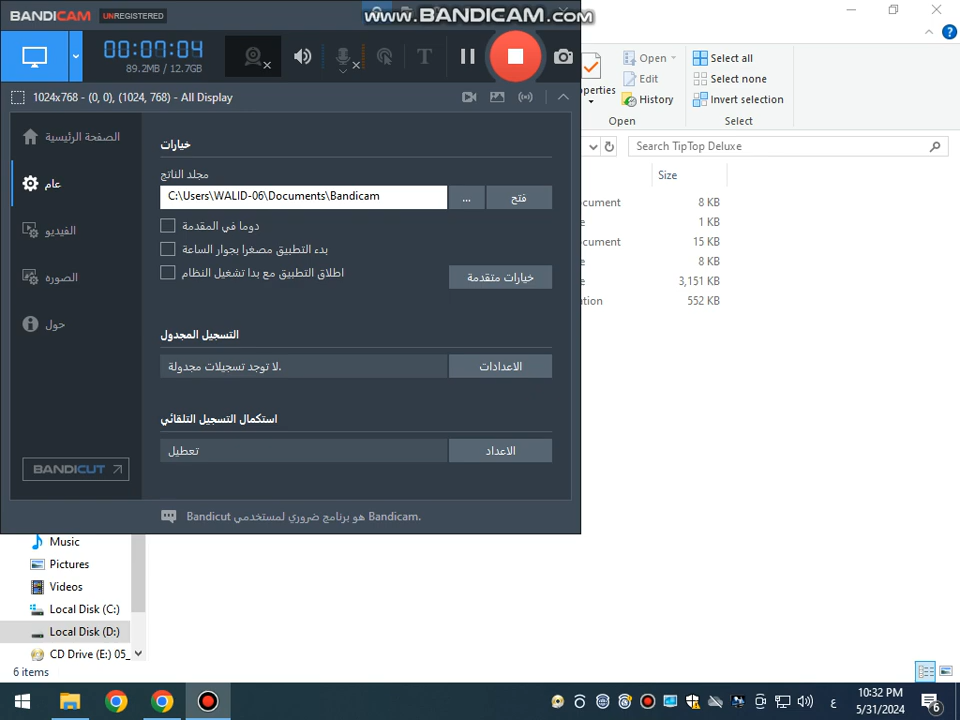 BANDICAM UNREGISTERED
www.BANDICAM.com
00:07:04
89.2MB / 12.7GB
1024x768 - (0, 0), (1024, 768) - All Display
الصفحة الرئيسية
عام
الفيديو
الصوره
حول
BANDICUT
خيارات
مجلد الناتج
C:\Users\WALID-06\Documents\Bandicam
...
فتح
دوما في المقدمة
بدء التطبيق مصغرا بجوار الساعة
اطلاق التطبيق مع بدا تشغيل النظام
خيارات متقدمة
التسجيل المجدول
لا توجد تسجيلات مجدولة.
الاعدادات
استكمال التسجيل التلقائي
تعطيل
الاعداد
Bandicut هو برنامج ضروري لمستخدمي Bandicam.
Open
Edit
History
Open
Select all
Select none
Invert selection
Select
Search TipTop Deluxe
Size
8 KB
1 KB
15 KB
8 KB
3,151 KB
552 KB
Music
Pictures
Videos
Local Disk (C:)
Local Disk (D:)
CD Drive (E:) 05_
6 items
ع
10:32 PM
5/31/2024
6